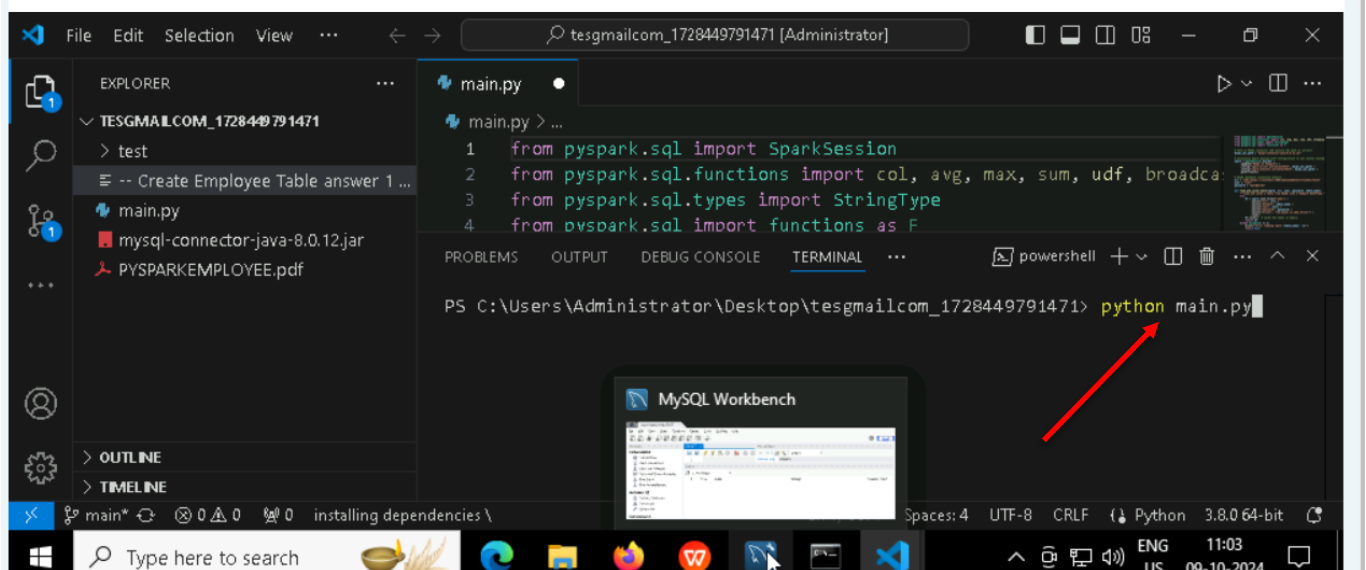 File Edit Selection View ··· tesgmailcom_1728449791471 [Administrator]
EXPLORER ···
TESGMAILCOM_1728449791471
> test
-- Create Employee Table answer 1 ...
main.py
mysql-connector-java-8.0.12.jar
PYSPARKEMPLOYEE.pdf
> OUTLINE
> TIMELINE
1
1
main.py ●
main.py > ...
1 from pyspark.sql import SparkSession
2 from pyspark.sql.functions import col, avg, max, sum, udf, broadca
3 from pyspark.sql.types import StringType
4 from pyspark.sql import functions as F
PROBLEMS OUTPUT DEBUG CONSOLE TERMINAL ··· powershell
PS C:\Users\Administrator\Desktop\tesgmailcom_1728449791471> python main.py
MySQL Workbench
main* 0 0 0 installing dependencies \ Spaces: 4 UTF-8 CRLF Python 3.8.0 64-bit
Type here to search ENG 11:03
US 09-10-2024